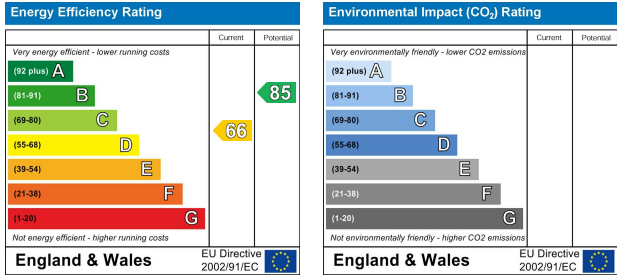 Energy Efficiency Rating
Current Potential
Very energy efficient - lower running costs
(92 plus) A
(81-91) B
85
(69-80) C
66
(55-68) D
(39-54) E
(21-38) F
(1-20) G
Not energy efficient - higher running costs
England & Wales
EU Directive
2002/91/EC
Environmental Impact (CO₂) Rating
Current Potential
Very environmentally friendly - lower CO2 emissions
(92 plus) A
(81-91) B
(69-80) C
(55-68) D
(39-54) E
(21-38) F
(1-20) G
Not environmentally friendly - higher CO2 emissions
England & Wales
EU Directive
2002/91/EC